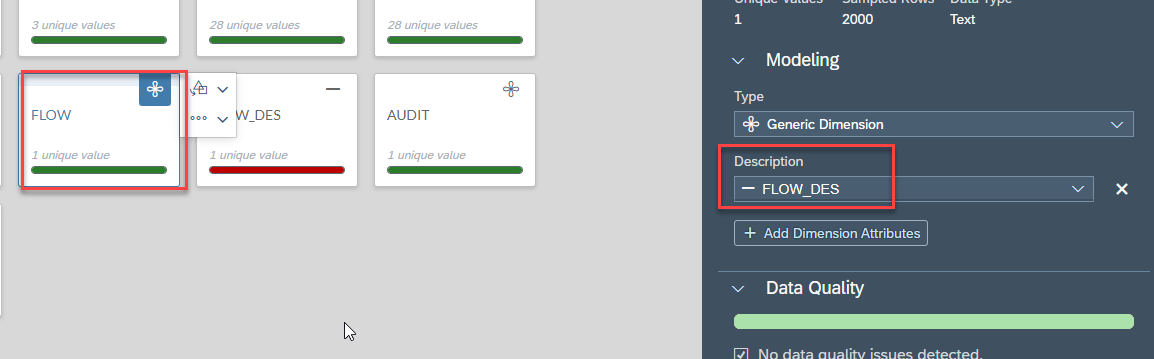 3 unique values
28 unique values
28 unique values
FLOW
W_DES
AUDIT
1 unique value
1 unique value
1 unique value
Unique Values Sampled Rows Data Type
1 2000 Text
Modeling
Type
Generic Dimension
Description
FLOW_DES
+ Add Dimension Attributes
Data Quality
No data quality issues detected.